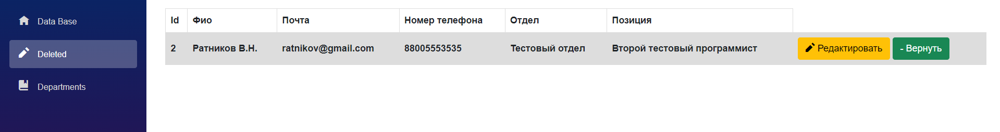 Data Base
Deleted
Departments
Id Фио Почта Номер телефона Отдел Позиция
2 Ратников В.Н. ratnikov@gmail.com 88005553535 Тестовый отдел Второй тестовый программист Редактировать - Вернуть